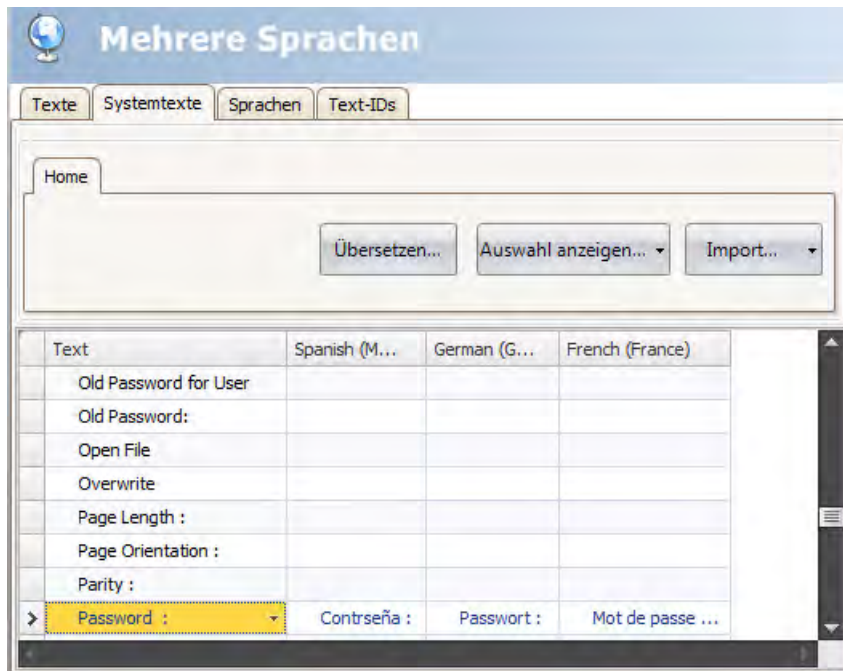 Mehrere Sprachen
Texte Systemtexte Sprachen Text-IDs
Home
Übersetzen... Auswahl anzeigen... Import...
Text Spanish (M... German (G... French (France)
Old Password for User
Old Password:
Open File
Overwrite
Page Length :
Page Orientation :
Parity :
Password : Contrseña : Passwort : Mot de passe ...